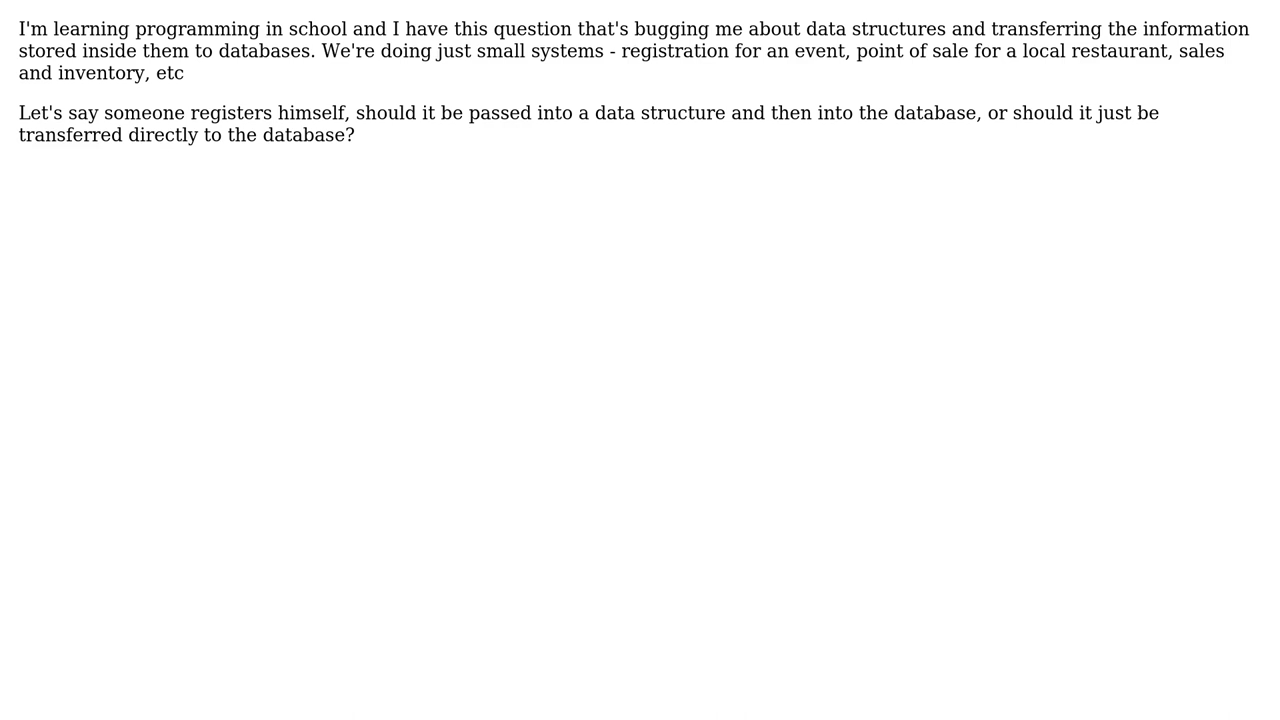 I'm learning programming in school and I have this question that's bugging me about data structures and transferring the information
stored inside them to databases. We're doing just small systems - registration for an event, point of sale for a local restaurant, sales
and inventory, etc
Let's say someone registers himself, should it be passed into a data structure and then into the database, or should it just be
transferred directly to the database?